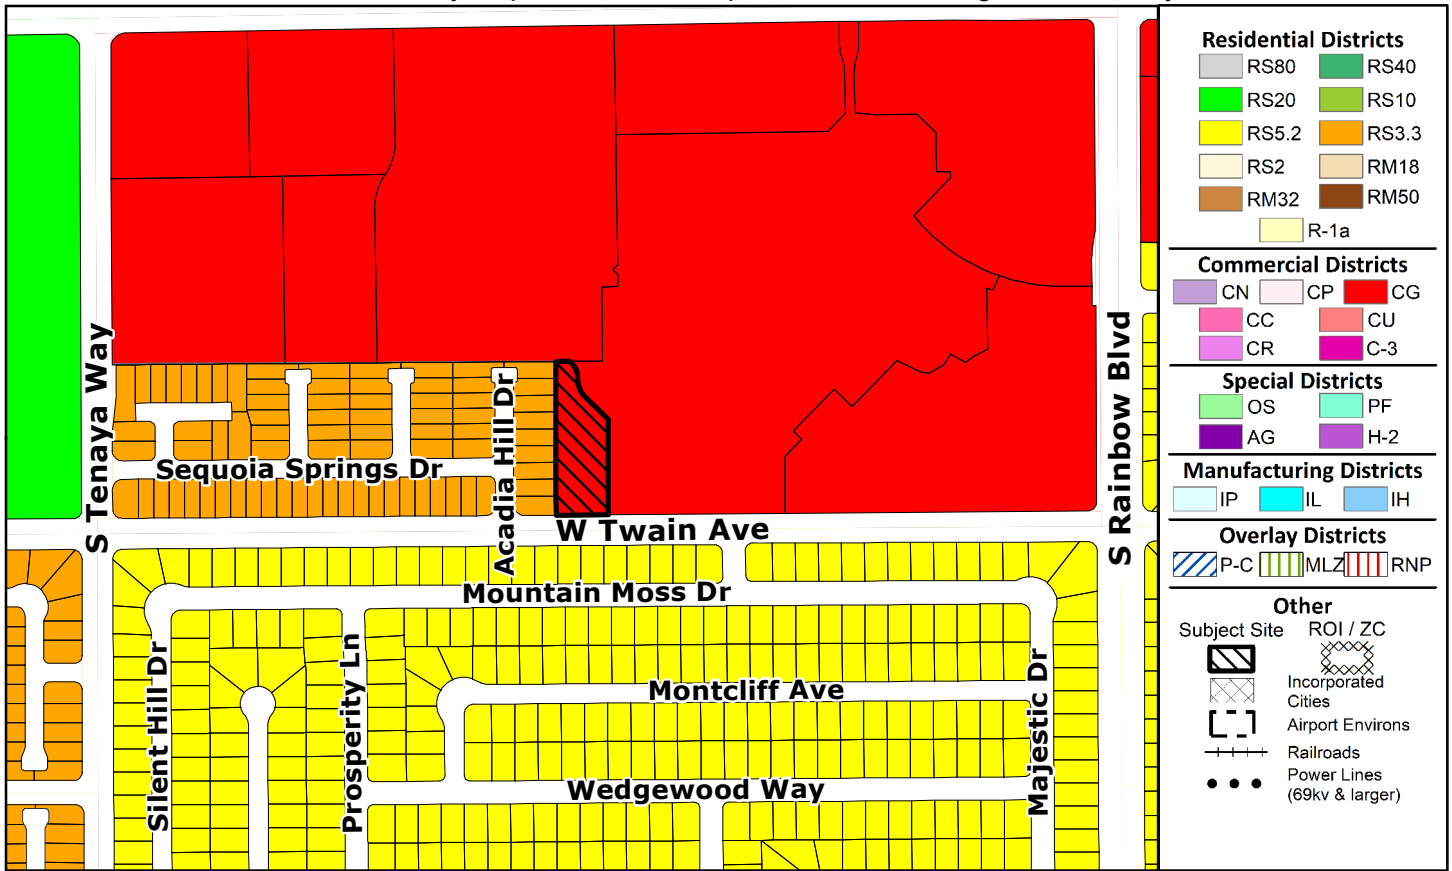 S Tenaya Way
Sequoia Springs Dr
Acadia Hill Dr
W Twain Ave
S Rainbow Blvd
Mountain Moss Dr
Silent Hill Dr
Prosperity Ln
Montcliff Ave
Majestic Dr
Wedgewood Way
Residential Districts
RS80 RS40
RS20 RS10
RS5.2 RS3.3
RS2 RM18
RM32 RM50
R-1a
Commercial Districts
CN CP CG
CC CU
CR C-3
Special Districts
OS PF
AG H-2
Manufacturing Districts
IP IL IH
Overlay Districts
P-C MLZ RNP
Other
Subject Site ROI / ZC
Incorporated
Cities
Airport Environs
Railroads
Power Lines
(69kv & larger)